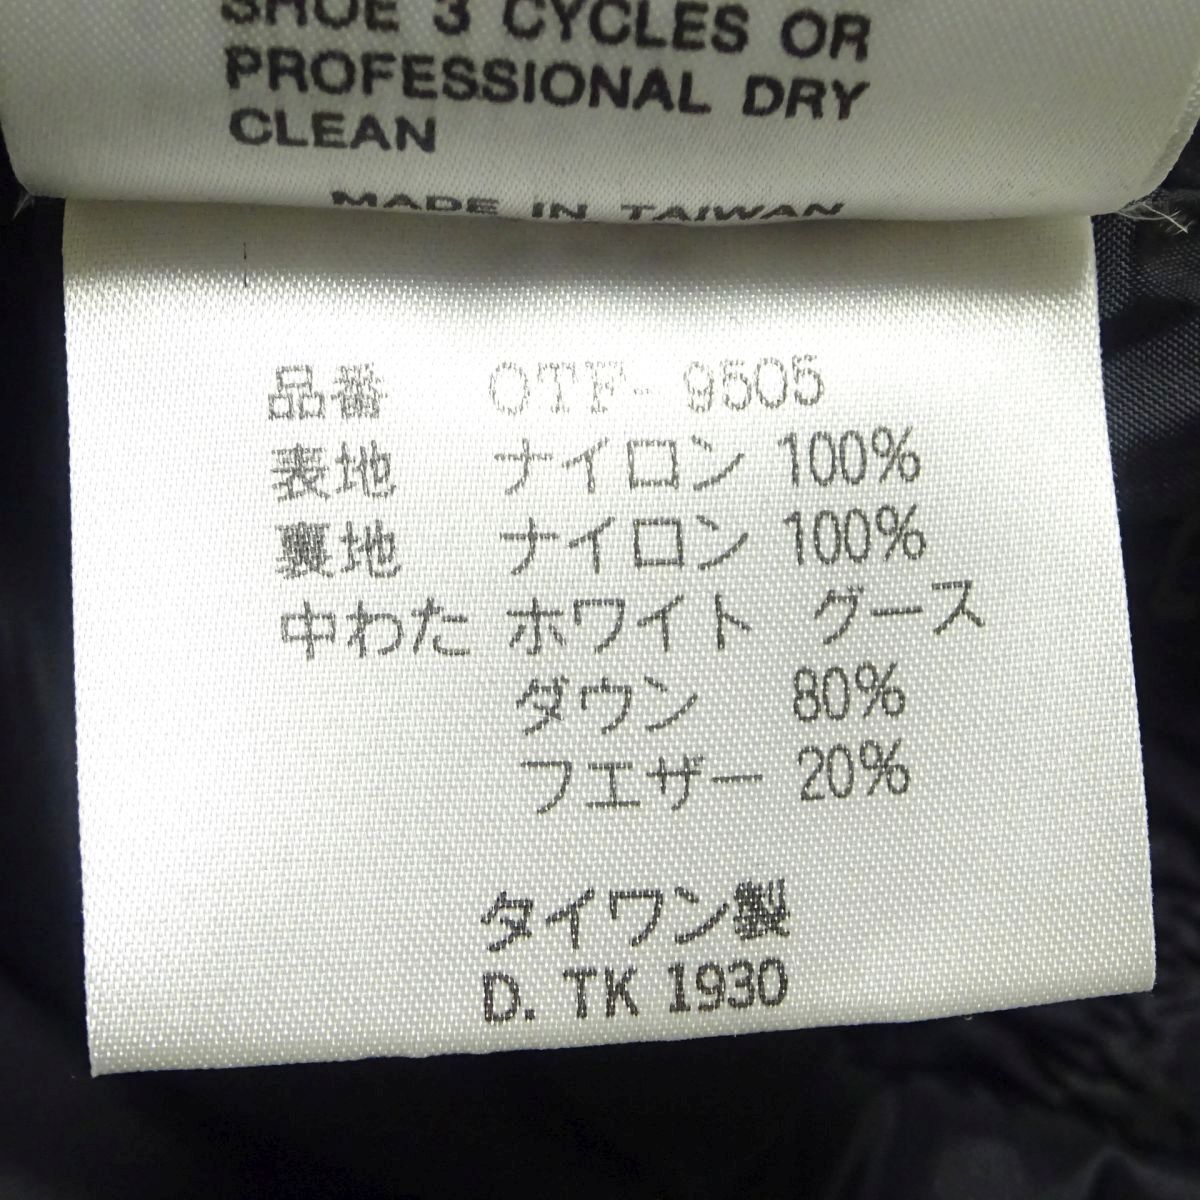 SHOE 3 CYCLES OR
PROFESSIONAL DRY
CLEAN
MADE IN TAIWAN
品番 OTF-9505
表地 ナイロン 100%
裏地 ナイロン 100%
中わた ホワイト グース
ダウン 80%
フエザー 20%
タイワン製
D. TK 1930